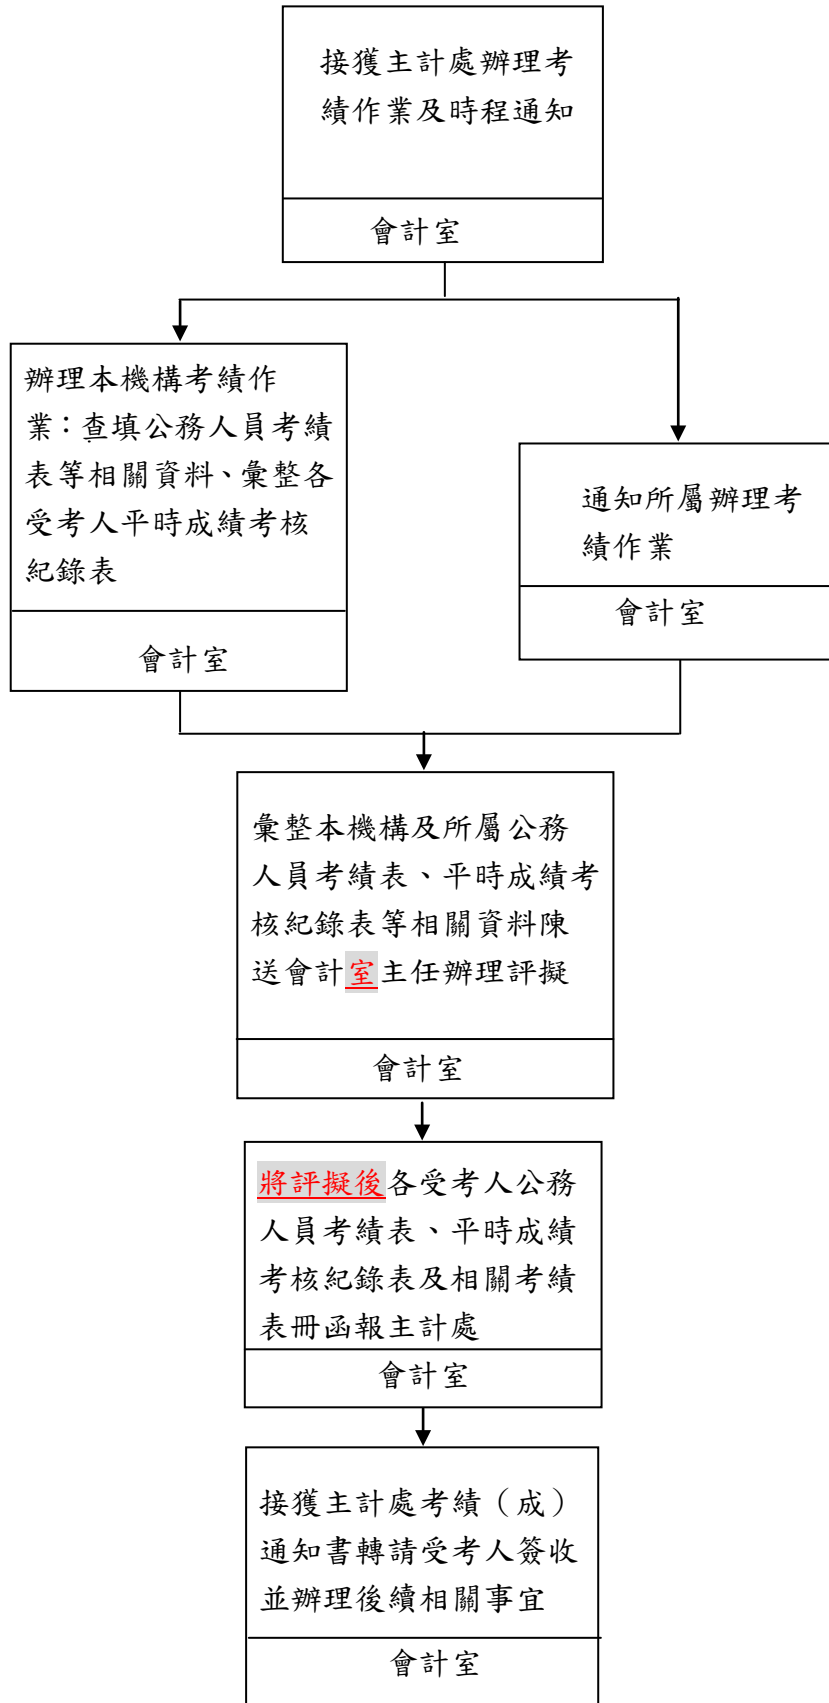 接獲主計處辦理考
績作業及時程通知
會計室
辦理本機構考績作
業：查填公務人員考績
表等相關資料、彙整各
受考人平時成績考核
紀錄表
會計室
通知所屬辦理考
績作業
會計室
彙整本機構及所屬公務
人員考績表、平時成績考
核紀錄表等相關資料陳
送會計室主任辦理評擬
會計室
將評擬後各受考人公務
人員考績表、平時成績
考核紀錄表及相關考績
表冊函報主計處
會計室
接獲主計處考績（成）
通知書轉請受考人簽收
並辦理後續相關事宜
會計室